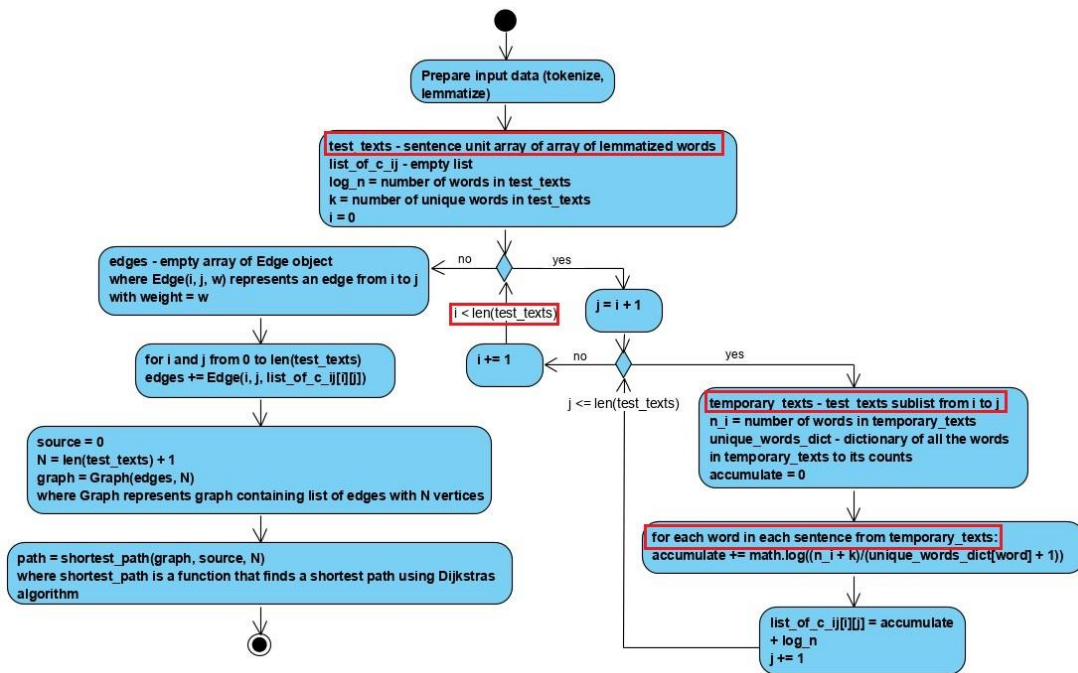 Prepare input data (tokenize,
lemmatize)
test_texts - sentence unit array of array of lemmatized words
list_of_c_ij - empty list
log_n = number of words in test_texts
k = number of unique words in test_texts
i = 0
no
yes
edges - empty array of Edge object
where Edge(i, j, w) represents an edge from i to j
with weight = w
i < len(test_texts)
j = i + 1
for i and j from 0 to len(test_texts)
edges += Edge(i, j, list_of_c_ij[i][j])
i += 1
no
yes
j <= len(test_texts)
temporary_texts - test_texts sublist from i to j
n_i = number of words in temporary_texts
unique_words_dict - dictionary of all the words
in temporary_texts to its counts
accumulate = 0
source = 0
N = len(test_texts) + 1
graph = Graph(edges, N)
where Graph represents graph containing list of edges with N vertices
for each word in each sentence from temporary_texts:
accumulate += math.log((n_i + k)/(unique_words_dict[word] + 1))
path = shortest_path(graph, source, N)
where shortest_path is a function that finds a shortest path using Dijkstras
algorithm
list_of_c_ij[i][j] = accumulate
+ log_n
j += 1